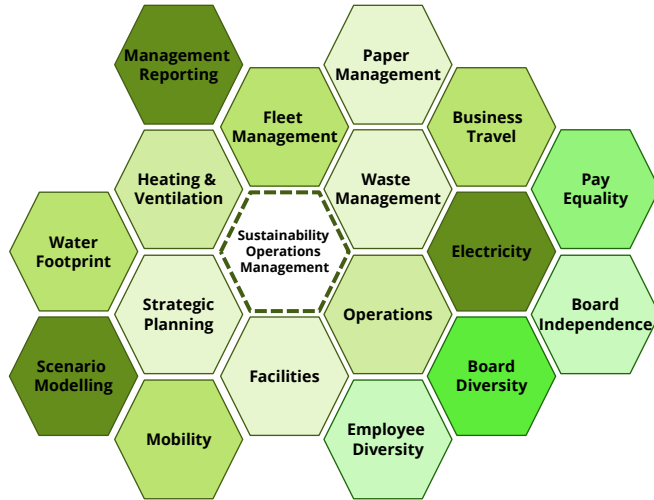 Management
Reporting
Paper
Management
Fleet
Management
Business
Travel
Heating &
Ventilation
Waste
Management
Pay
Equality
Water
Footprint
Sustainability
Operations
Management
Electricity
Strategic
Planning
Operations
Board
Independence
Scenario
Modelling
Facilities
Board
Diversity
Mobility
Employee
Diversity